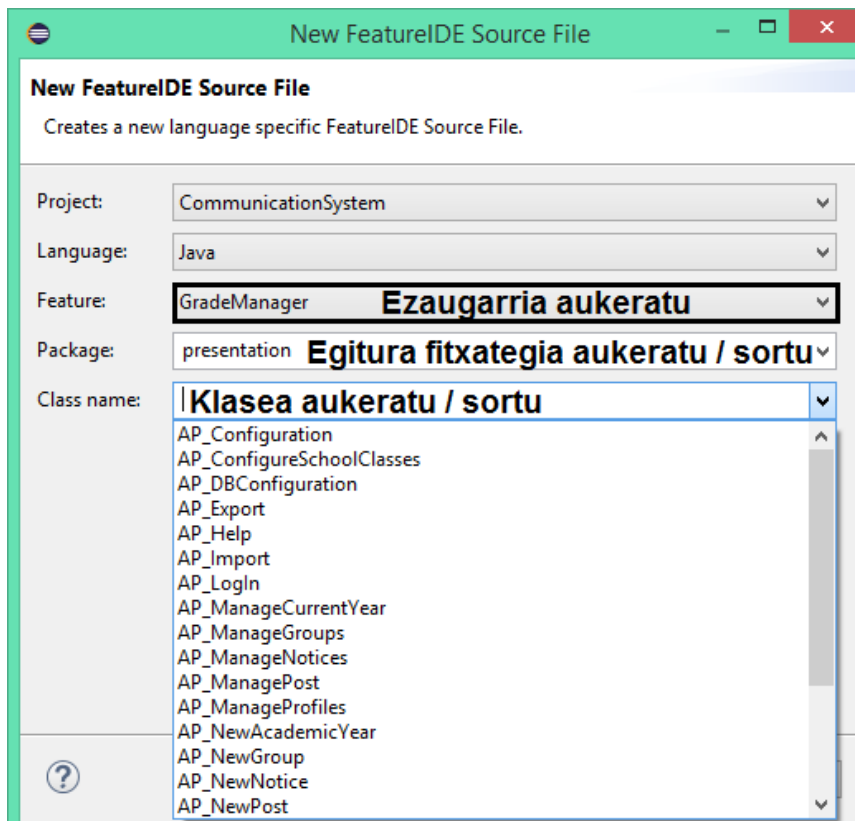 New FeatureIDE Source File
New FeatureIDE Source File
Creates a new language specific FeatureIDE Source File.
Project: CommunicationSystem
Language: Java
Feature: GradeManager Ezaugarria aukeratu
Package: presentation Egitura fitxategia aukeratu / sortu
Class name: Klasea aukeratu / sortu
AP_Configuration
AP_ConfigureSchoolClasses
AP_DBConfiguration
AP_Export
AP_Help
AP_Import
AP_LogIn
AP_ManageCurrentYear
AP_ManageGroups
AP_ManageNotices
AP_ManagePost
AP_ManageProfiles
AP_NewAcademicYear
AP_NewGroup
AP_NewNotice
AP_NewPost